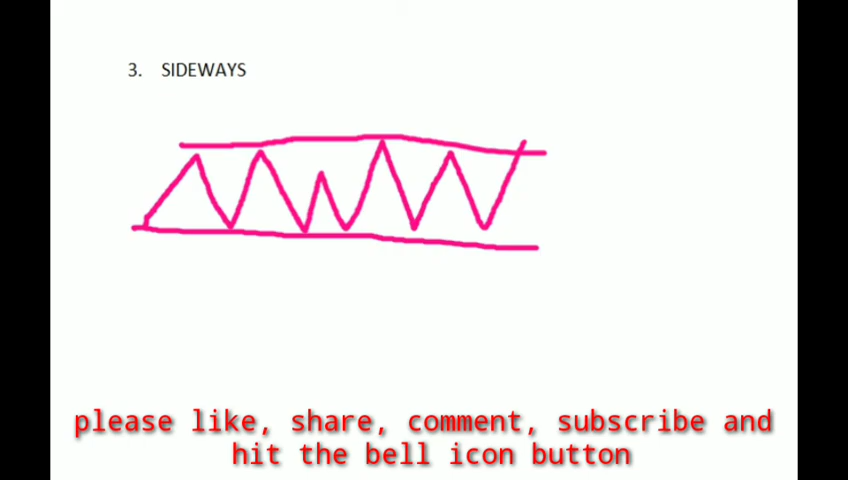 3. SIDEWAYS
please like, share, comment, subscribe and
hit the bell icon button